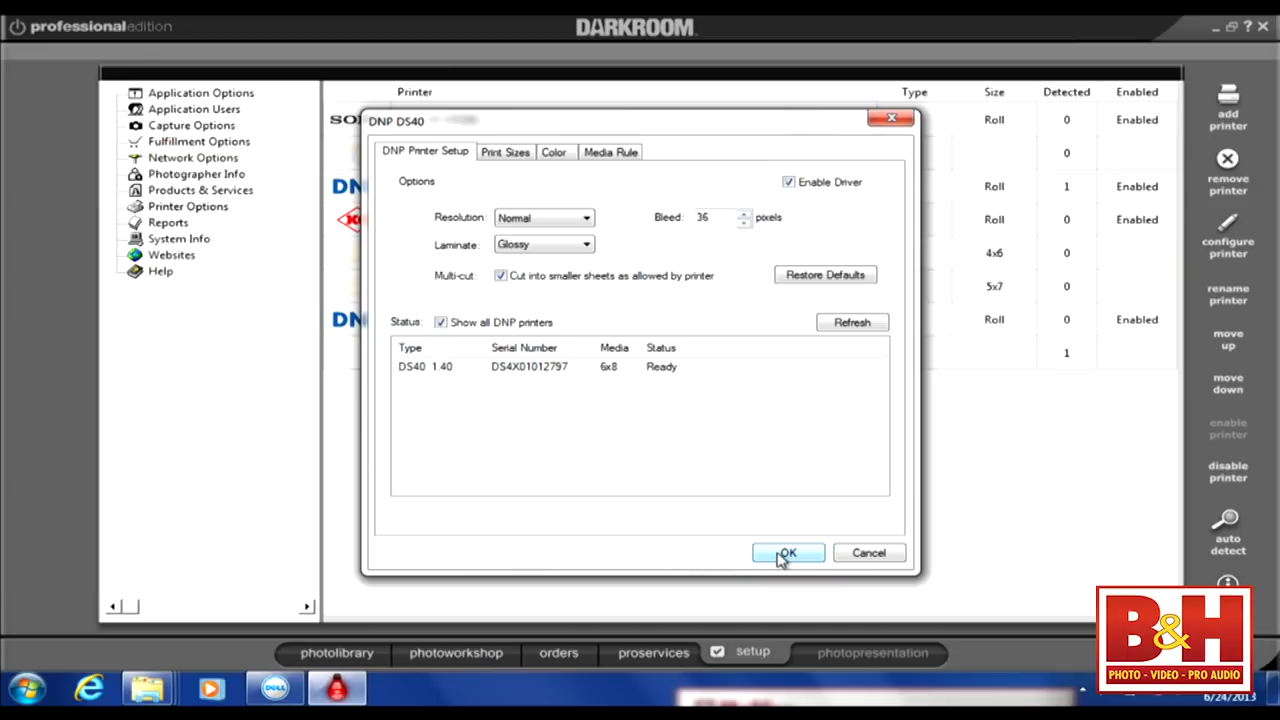 professionaledition
DARKROOM
Application Options
Application Users
Capture Options
Fulfillment Options
Network Options
Photographer Info
Products & Services
Printer Options
Reports
System Info
Websites
Help
Printer Type Size Detected Enabled
Roll 0 Enabled
0
Roll 1 Enabled
Roll 0 Enabled
4x6 0
5x7 0
Roll 0 Enabled
1
DNP DS40
DNP Printer Setup Print Sizes Color Media Rule
Options Enable Driver
Resolution: Normal Bleed: 36 pixels
Laminate: Glossy
Multi-cut: Cut into smaller sheets as allowed by printer Restore Defaults
Status: Show all DNP printers Refresh
Type Serial Number Media Status
DS40 1.40 DS4X01012797 6x8 Ready
OK Cancel
add
printer
remove
printer
configure
printer
rename
printer
move
up
move
down
enable
printer
disable
printer
auto
detect
photolibrary photoworkshop orders proservices setup photopresentation
DELL
B&H
PHOTO - VIDEO - PRO AUDIO
6/24/2013